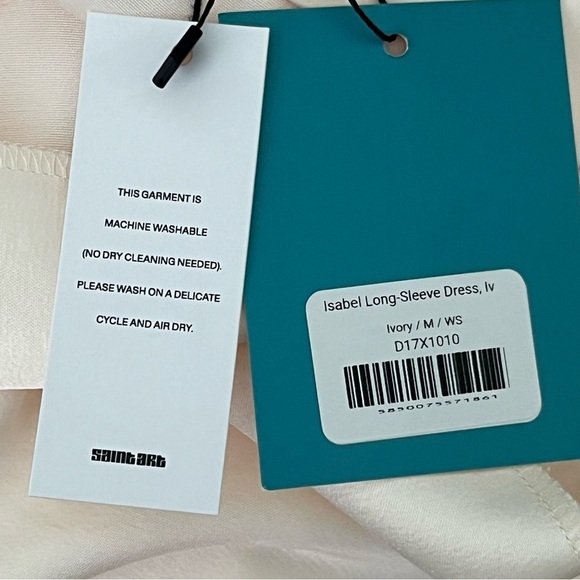 THIS GARMENT IS
MACHINE WASHABLE
(NO DRY CLEANING NEEDED).
PLEASE WASH ON A DELICATE
CYCLE AND AIR DRY.
SaintArt
Isabel Long-Sleeve Dress, Iv
Ivory / M / WS
D17X1010
5850075571861